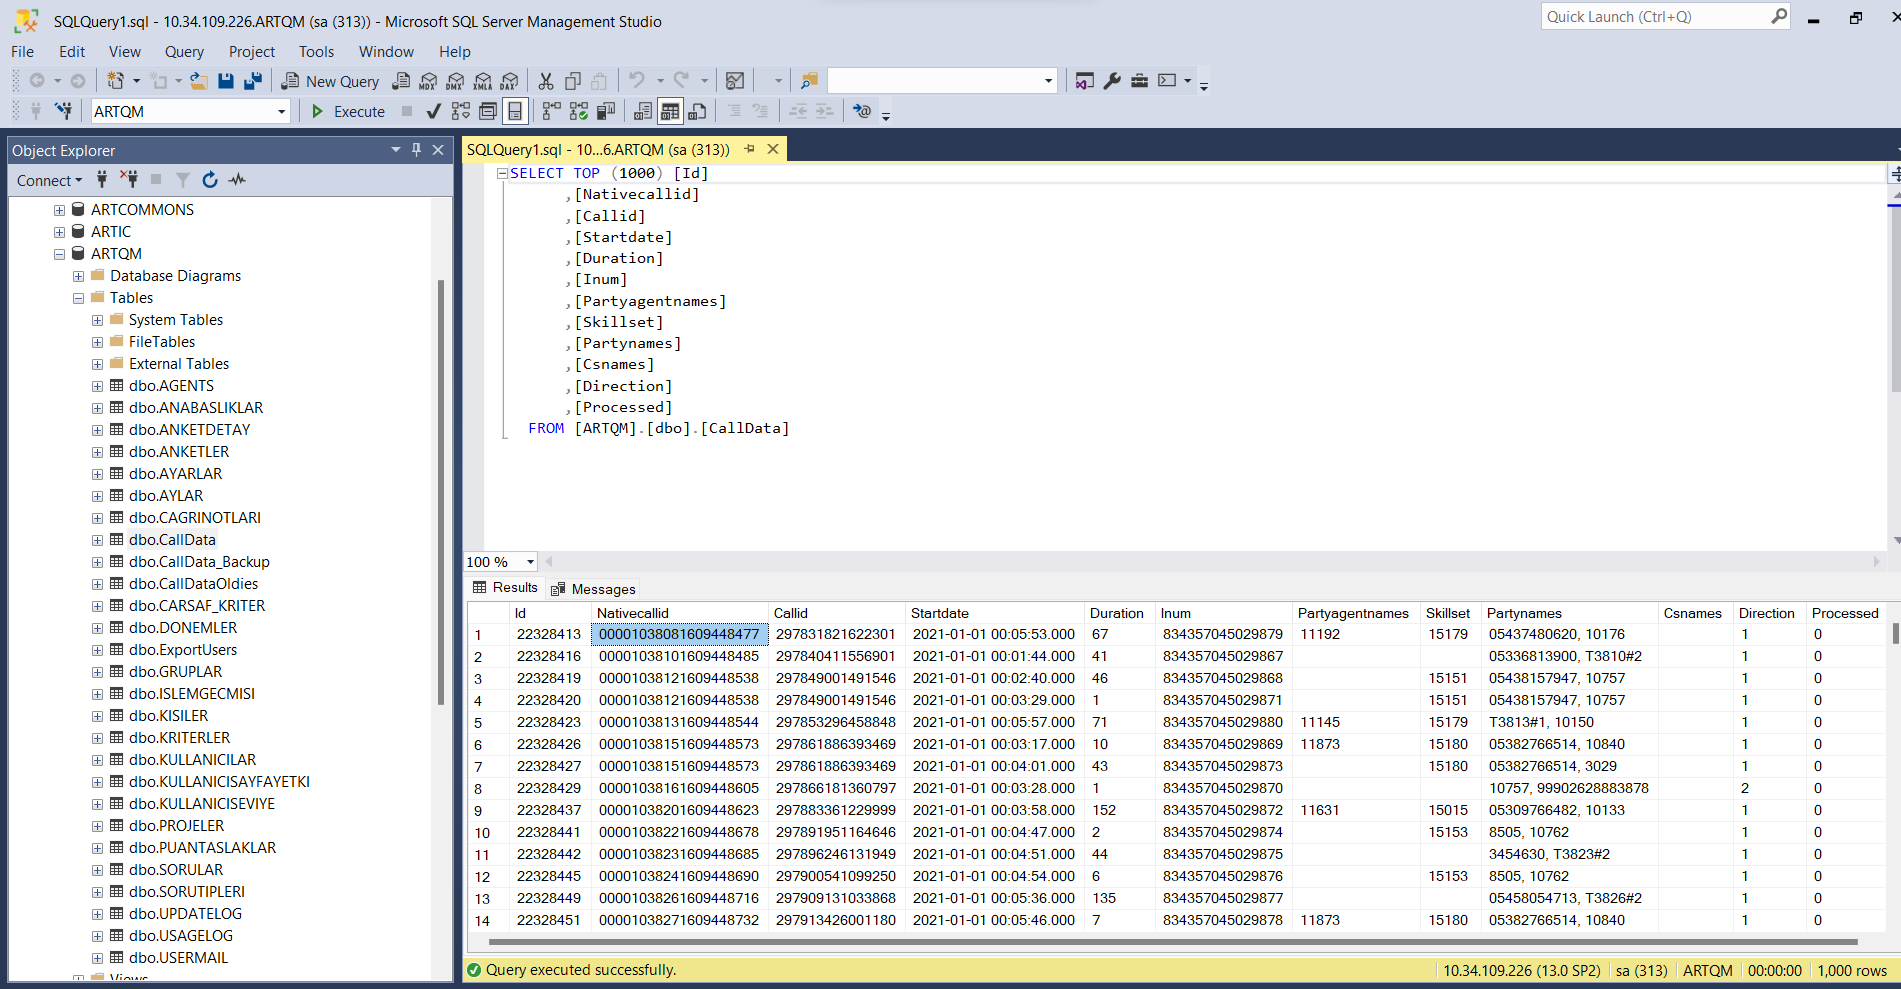 SQLQuery1.sql - 10.34.109.226.ARTQM (sa (313)) - Microsoft SQL Server Management Studio
Quick Launch (Ctrl+Q)
File Edit View Query Project Tools Window Help
New Query MDX DMX XMLA DAX
ARTQM Execute
Object Explorer
Connect
ARTCOMMONS
ARTIC
ARTQM
Database Diagrams
Tables
System Tables
FileTables
External Tables
dbo.AGENTS
dbo.ANABASLIKLAR
dbo.ANKETDETAY
dbo.ANKETLER
dbo.AYARLAR
dbo.AYLAR
dbo.CAGRINOTLARI
dbo.CallData
dbo.CallData_Backup
dbo.CallDataOldies
dbo.CARSAF_KRITER
dbo.DONEMLER
dbo.ExportUsers
dbo.GRUPLAR
dbo.ISLEMGECMISI
dbo.KISILER
dbo.KRITERLER
dbo.KULLANICILAR
dbo.KULLANICISAYFAYETKI
dbo.KULLANICISEVIYE
dbo.PROJELER
dbo.PUANTASLAKLAR
dbo.SORULAR
dbo.SORUTIPLERI
dbo.UPDATELOG
dbo.USAGELOG
dbo.USERMAIL
Views
SQLQuery1.sql - 10...6.ARTQM (sa (313))
SELECT TOP (1000) [Id]
,[Nativecallid]
,[Callid]
,[Startdate]
,[Duration]
,[Inum]
,[Partyagentnames]
,[Skillset]
,[Partynames]
,[Csnames]
,[Direction]
,[Processed]
FROM [ARTQM].[dbo].[CallData]
100 %
Results Messages
Id Nativecallid Callid Startdate Duration Inum Partyagentnames Skillset Partynames Csnames Direction Processed
1 22328413 00001038081609448477 297831821622301 2021-01-01 00:05:53.000 67 834357045029879 11192 15179 05437480620, 10176 1 0
2 22328416 00001038101609448485 297840411556901 2021-01-01 00:01:44.000 41 834357045029867 05336813900, T3810#2 1 0
3 22328419 00001038121609448538 297849001491546 2021-01-01 00:02:40.000 46 834357045029868 15151 05438157947, 10757 1 0
4 22328420 00001038121609448538 297849001491546 2021-01-01 00:03:29.000 1 834357045029871 15151 05438157947, 10757 1 0
5 22328423 00001038131609448544 297853296458848 2021-01-01 00:05:57.000 71 834357045029880 11145 15179 T3813#1, 10150 1 0
6 22328426 00001038151609448573 297861886393469 2021-01-01 00:03:17.000 10 834357045029869 11873 15180 05382766514, 10840 1 0
7 22328427 00001038151609448573 297861886393469 2021-01-01 00:04:01.000 43 834357045029873 15180 05382766514, 3029 1 0
8 22328429 00001038161609448605 297866181360797 2021-01-01 00:03:28.000 1 834357045029870 10757, 99902628883878 2 0
9 22328437 00001038201609448623 297883361229999 2021-01-01 00:03:58.000 152 834357045029872 11631 15015 05309766482, 10133 1 0
10 22328441 00001038221609448678 297891951164646 2021-01-01 00:04:47.000 2 834357045029874 15153 8505, 10762 1 0
11 22328442 00001038231609448685 297896246131949 2021-01-01 00:04:51.000 44 834357045029875 3454630, T3823#2 1 0
12 22328445 00001038241609448690 297900541099250 2021-01-01 00:04:54.000 6 834357045029876 15153 8505, 10762 1 0
13 22328449 00001038261609448716 297909131033868 2021-01-01 00:05:36.000 135 834357045029877 05458054713, T3826#2 1 0
14 22328451 00001038271609448732 297913426001180 2021-01-01 00:05:46.000 7 834357045029878 11873 15180 05382766514, 10840 1 0
Query executed successfully. 10.34.109.226 (13.0 SP2) sa (313) ARTQM 00:00:00 1,000 rows